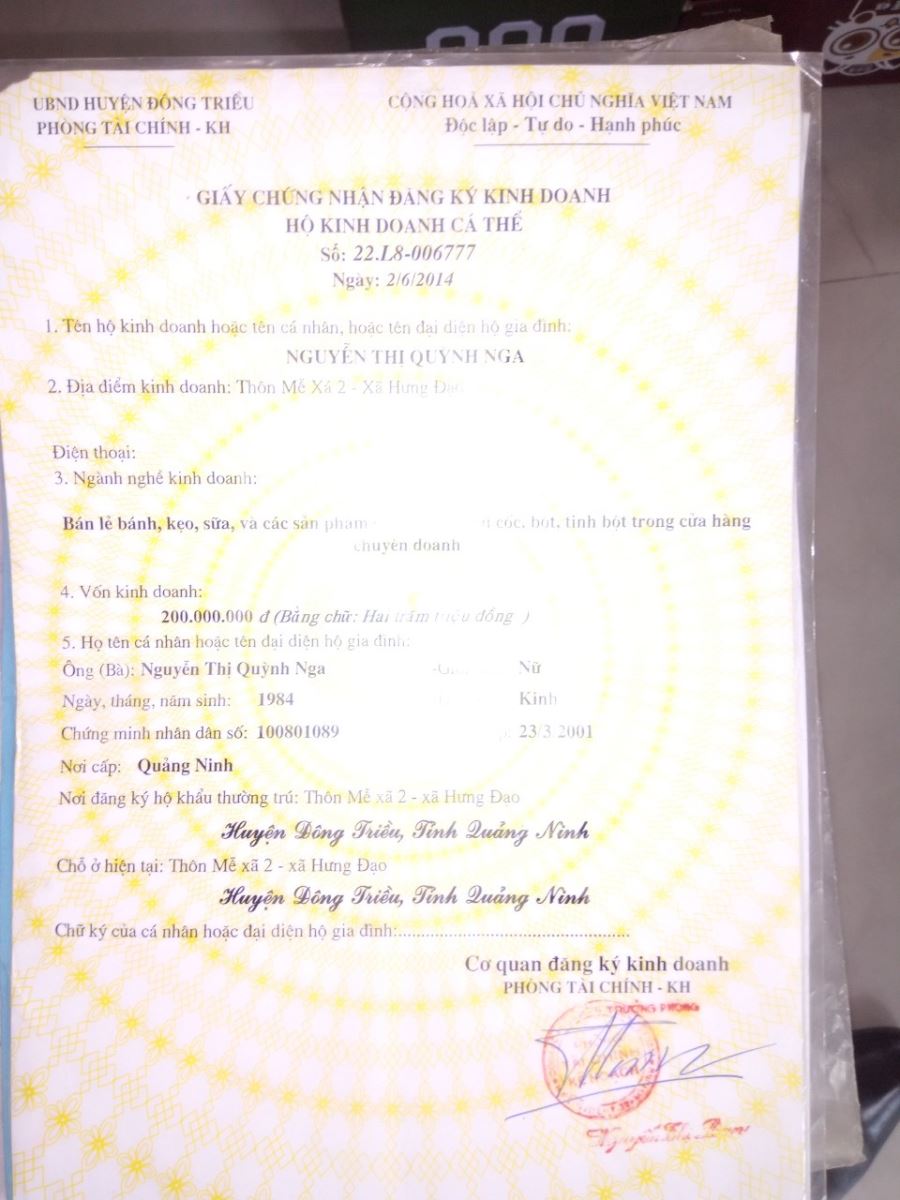 UBND HUYỆN ĐÔNG TRIỀU
PHÒNG TÀI CHÍNH - KH
CỘNG HOÀ XÃ HỘI CHỦ NGHĨA VIỆT NAM
Độc lập - Tự do - Hạnh phúc
GIẤY CHỨNG NHẬN ĐĂNG KÝ KINH DOANH
HỘ KINH DOANH CÁ THỂ
Số: 22.L8-006777
Ngày: 2/6/2014
1. Tên hộ kinh doanh hoặc tên cá nhân, hoặc tên đại diện hộ gia đình:
NGUYỄN THỊ QUỲNH NGA
2. Địa điểm kinh doanh: Thôn Mễ Xá 2 - Xã Hưng Đạo
Điện thoại:
3. Ngành nghề kinh doanh:
Bán lẻ bánh, kẹo, sữa, và các sản phẩm cốc, bột, tinh bột trong cửa hàng
chuyên doanh
4. Vốn kinh doanh:
200.000.000 đ (Bằng chữ: Hai trăm triệu đồng )
5. Họ tên cá nhân hoặc tên đại diện hộ gia đình:
Ông (Bà): Nguyễn Thị Quỳnh Nga Nữ
Ngày, tháng, năm sinh: 1984 Kinh
Chứng minh nhân dân số: 100801089 23/3.2001
Nơi cấp: Quảng Ninh
Nơi đăng ký hộ khẩu thường trú: Thôn Mễ xã 2 - xã Hưng Đạo
Huyện Đông Triều, Tỉnh Quảng Ninh
Chỗ ở hiện tại: Thôn Mễ xã 2 - xã Hưng Đạo
Huyện Đông Triều, Tỉnh Quảng Ninh
Chữ ký của cá nhân hoặc đại diện hộ gia đình:..............................................
Cơ quan đăng ký kinh doanh
PHÒNG TÀI CHÍNH - KH
TRƯỞNG PHÒNG